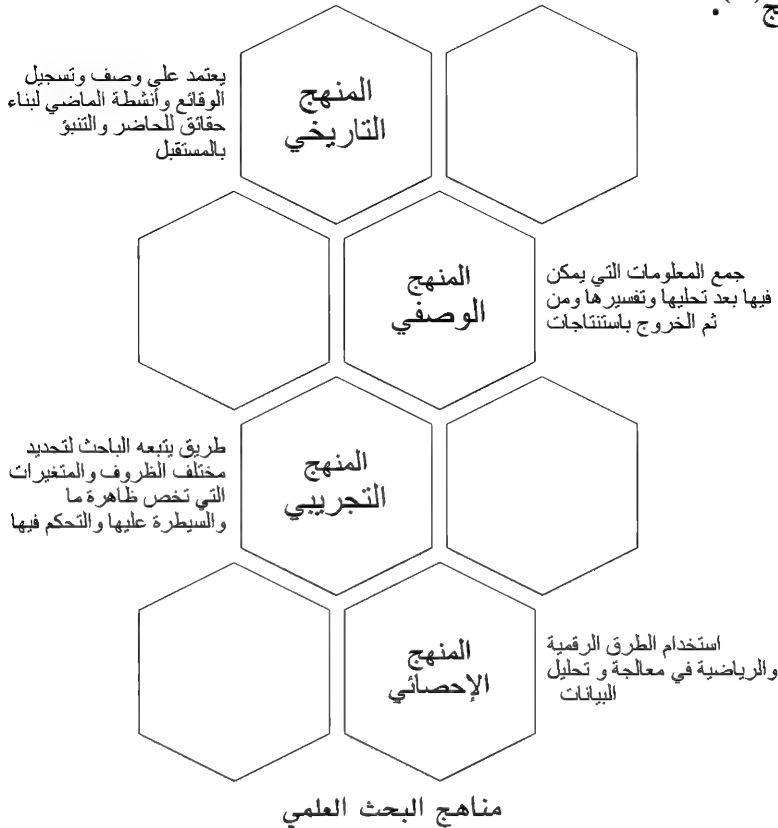 ج( ).
يعتمد على وصف وتسجيل
الوقائع وأنشطة الماضي لبناء
حقائق للحاضر والتنبؤ
بالمستقبل
المنهج
التاريخي
المنهج
الوصفي
جمع المعلومات التي يمكن
فيها بعد تحليها وتفسيرها ومن
ثم الخروج باستنتاجات
طريق يتبعه الباحث لتحديد
مختلف الظروف والمتغيرات
التي تخص ظاهرة ما
والسيطرة عليها والتحكم فيها
المنهج
التجريبي
المنهج
الإحصائي
استخدام الطرق الرقمية
والرياضية في معالجة و تحليل
البيانات
مناهج البحث العلمي